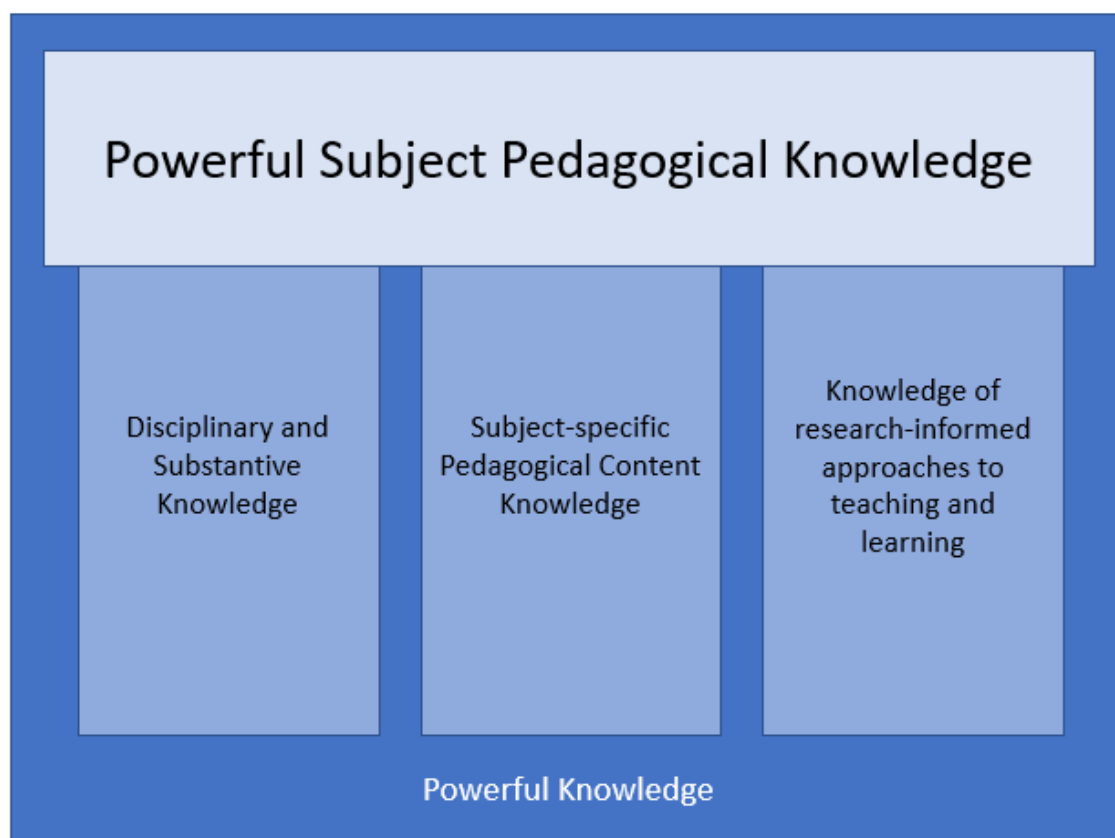 Powerful Subject Pedagogical Knowledge
Disciplinary and
Substantive
Knowledge
Subject-specific
Pedagogical Content
Knowledge
Knowledge of
research-informed
approaches to
teaching and
learning
Powerful Knowledge